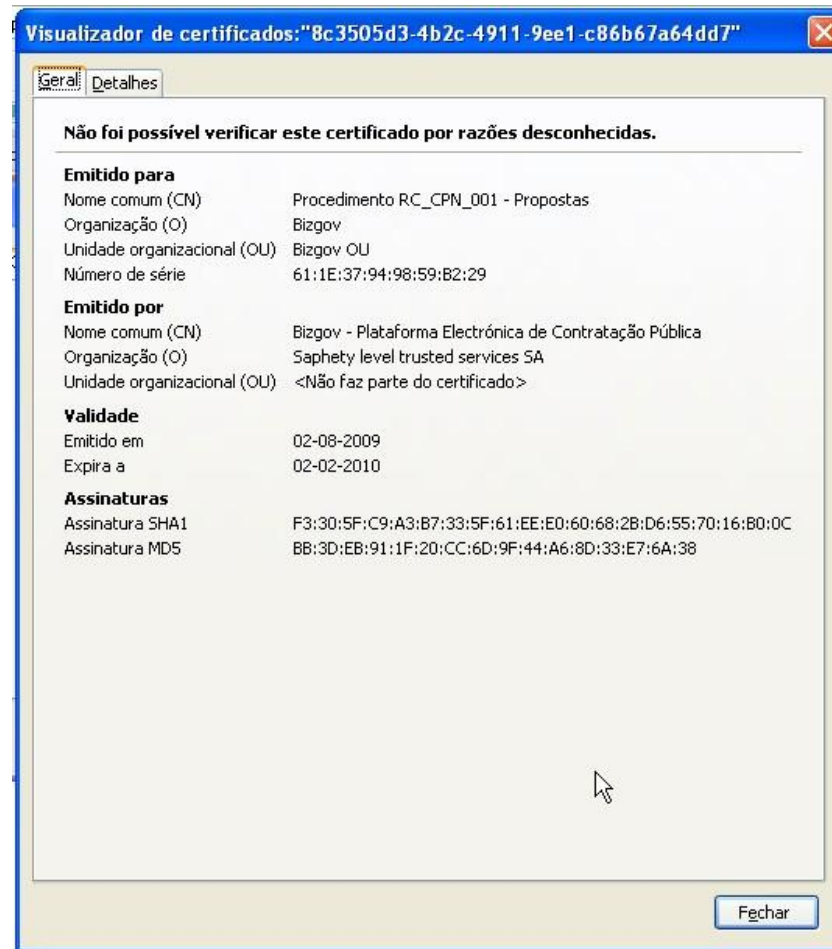 Visualizador de certificados:"8c3505d3-4b2c-4911-9ee1-c86b67a64dd7"
Geral Detalhes
Não foi possível verificar este certificado por razões desconhecidas.
Emitido para
Nome comum (CN) Procedimento RC_CPN_001 - Propostas
Organização (O) Bizgov
Unidade organizacional (OU) Bizgov OU
Número de série 61:1E:37:94:98:59:B2:29
Emitido por
Nome comum (CN) Bizgov - Plataforma Electrónica de Contratação Pública
Organização (O) Saphety level trusted services SA
Unidade organizacional (OU) <Não faz parte do certificado>
Validade
Emitido em 02-08-2009
Expira a 02-02-2010
Assinaturas
Assinatura SHA1 F3:30:5F:C9:A3:B7:33:5F:61:EE:E0:60:68:2B:D6:55:70:16:B0:0C
Assinatura MD5 BB:3D:EB:91:1F:20:CC:6D:9F:44:A6:8D:33:E7:6A:38
Fechar